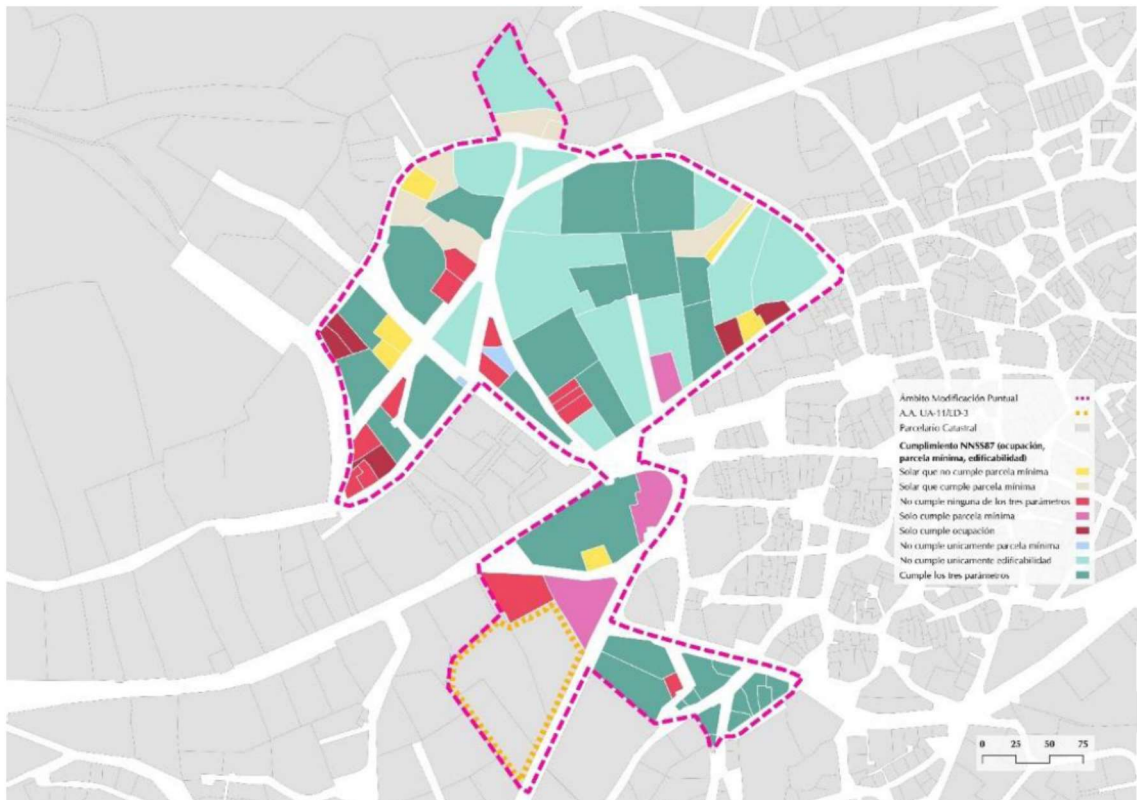 Ámbito Modificación Puntual
A.A. UA-11/LD-3
Parcelario Catastral
Cumplimiento NNSS87 (ocupación,
parcela mínima, edificabilidad)
Solar que no cumple parcela mínima
Solar que cumple parcela mínima
No cumple ninguna de los tres parámetros
Solo cumple parcela mínima
Solo cumple ocupación
No cumple unicamente parcela mínima
No cumple unicamente edificabilidad
Cumple los tres parámetros
0 25 50 75